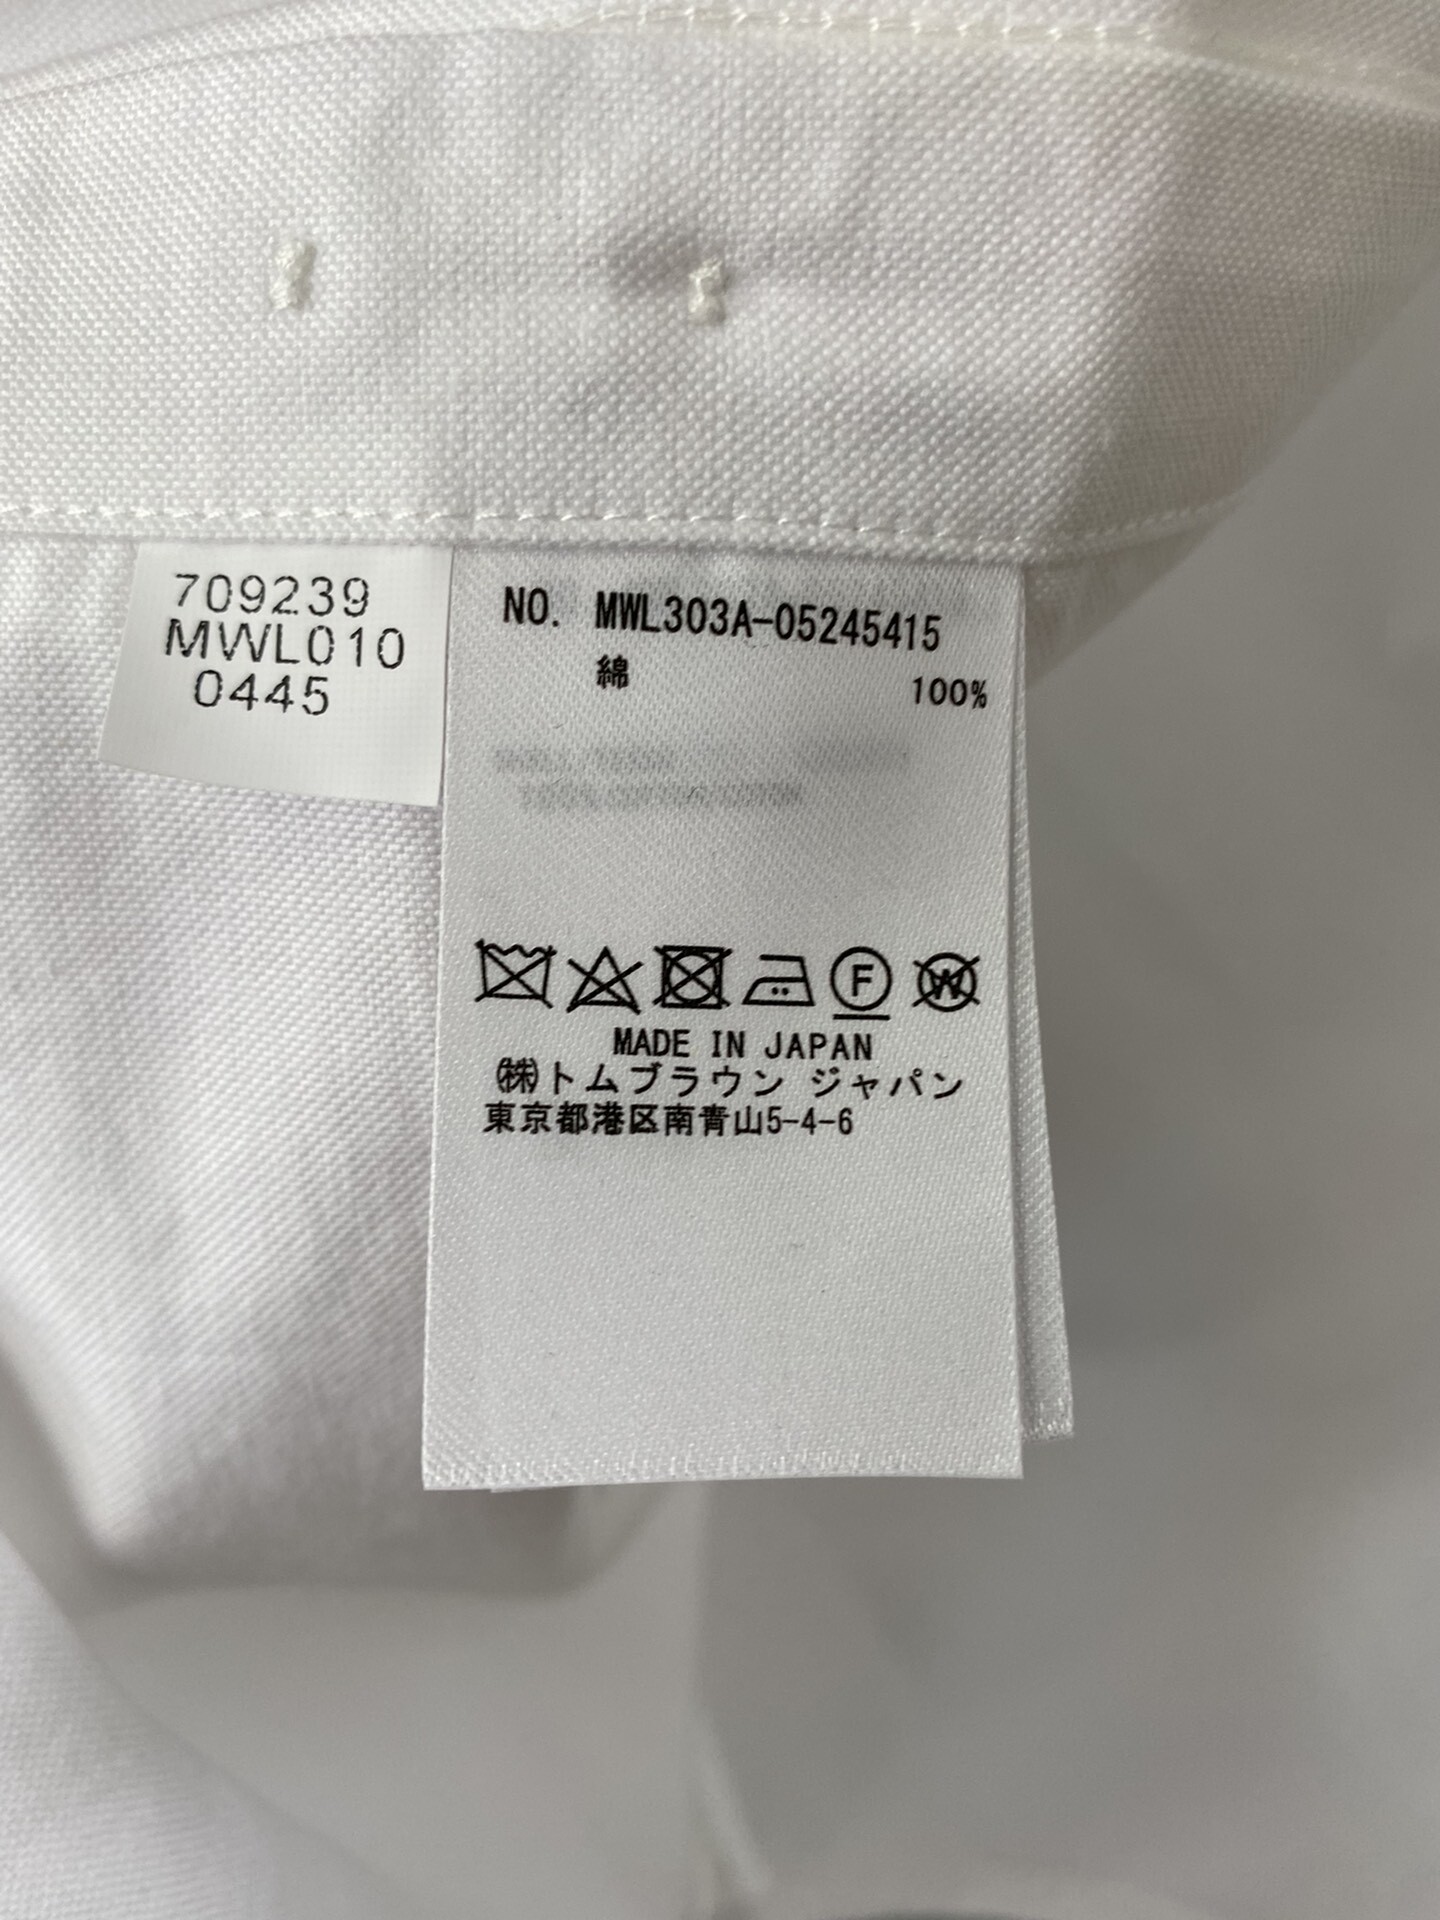 709239
MWL010
0445
NO. MWL303A-05245415
綿 100%
F W
MADE IN JAPAN
㈱トムブラウン ジャパン
東京都港区南青山5-4-6